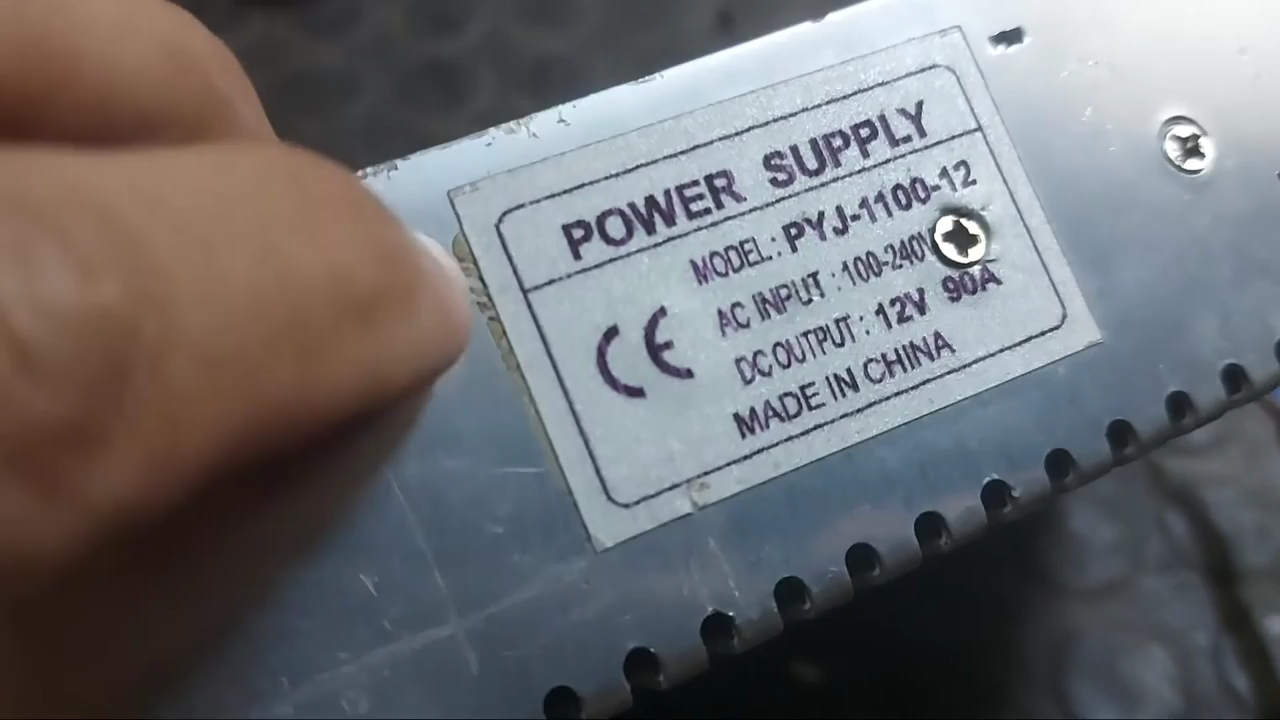 POWER SUPPLY
MODEL : PYJ-1100-12
AC INPUT : 100-240V
DC OUTPUT : 12V 90A
CE
MADE IN CHINA